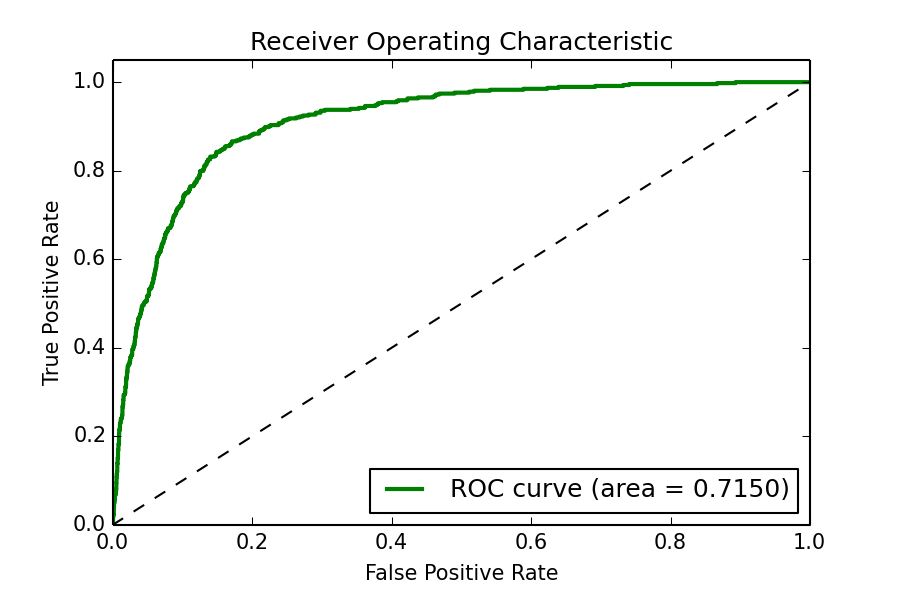 Receiver Operating Characteristic
1.0
0.8
0.6
0.4
0.2
0.0
True Positive Rate
ROC curve (area = 0.7150)
0.0 0.2 0.4 0.6 0.8 1.0
False Positive Rate